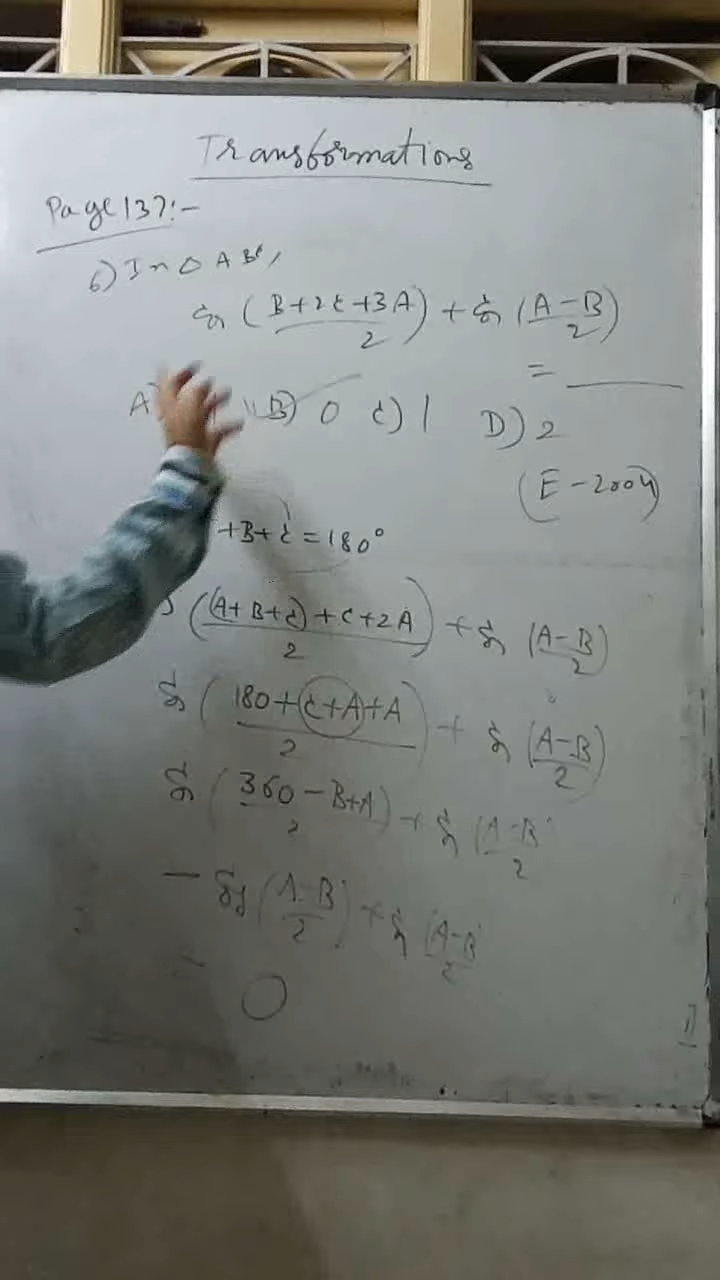 Transformations
Page 137:-
6) In Δ ABC,
sin (B+2C+3A/2) + sin (A-B/2)
= ______
A) B) 0 C) 1 D) 2
(E-2004)
+B+C = 180°
((A+B+C)+C+2A/2) + sin (A-B/2)
sin (180+(C+A)+A/2) + sin (A-B/2)
sin (360-B+A/2) + sin (A-B/2
- sin (A-B/2) + sin (A-B/2
0